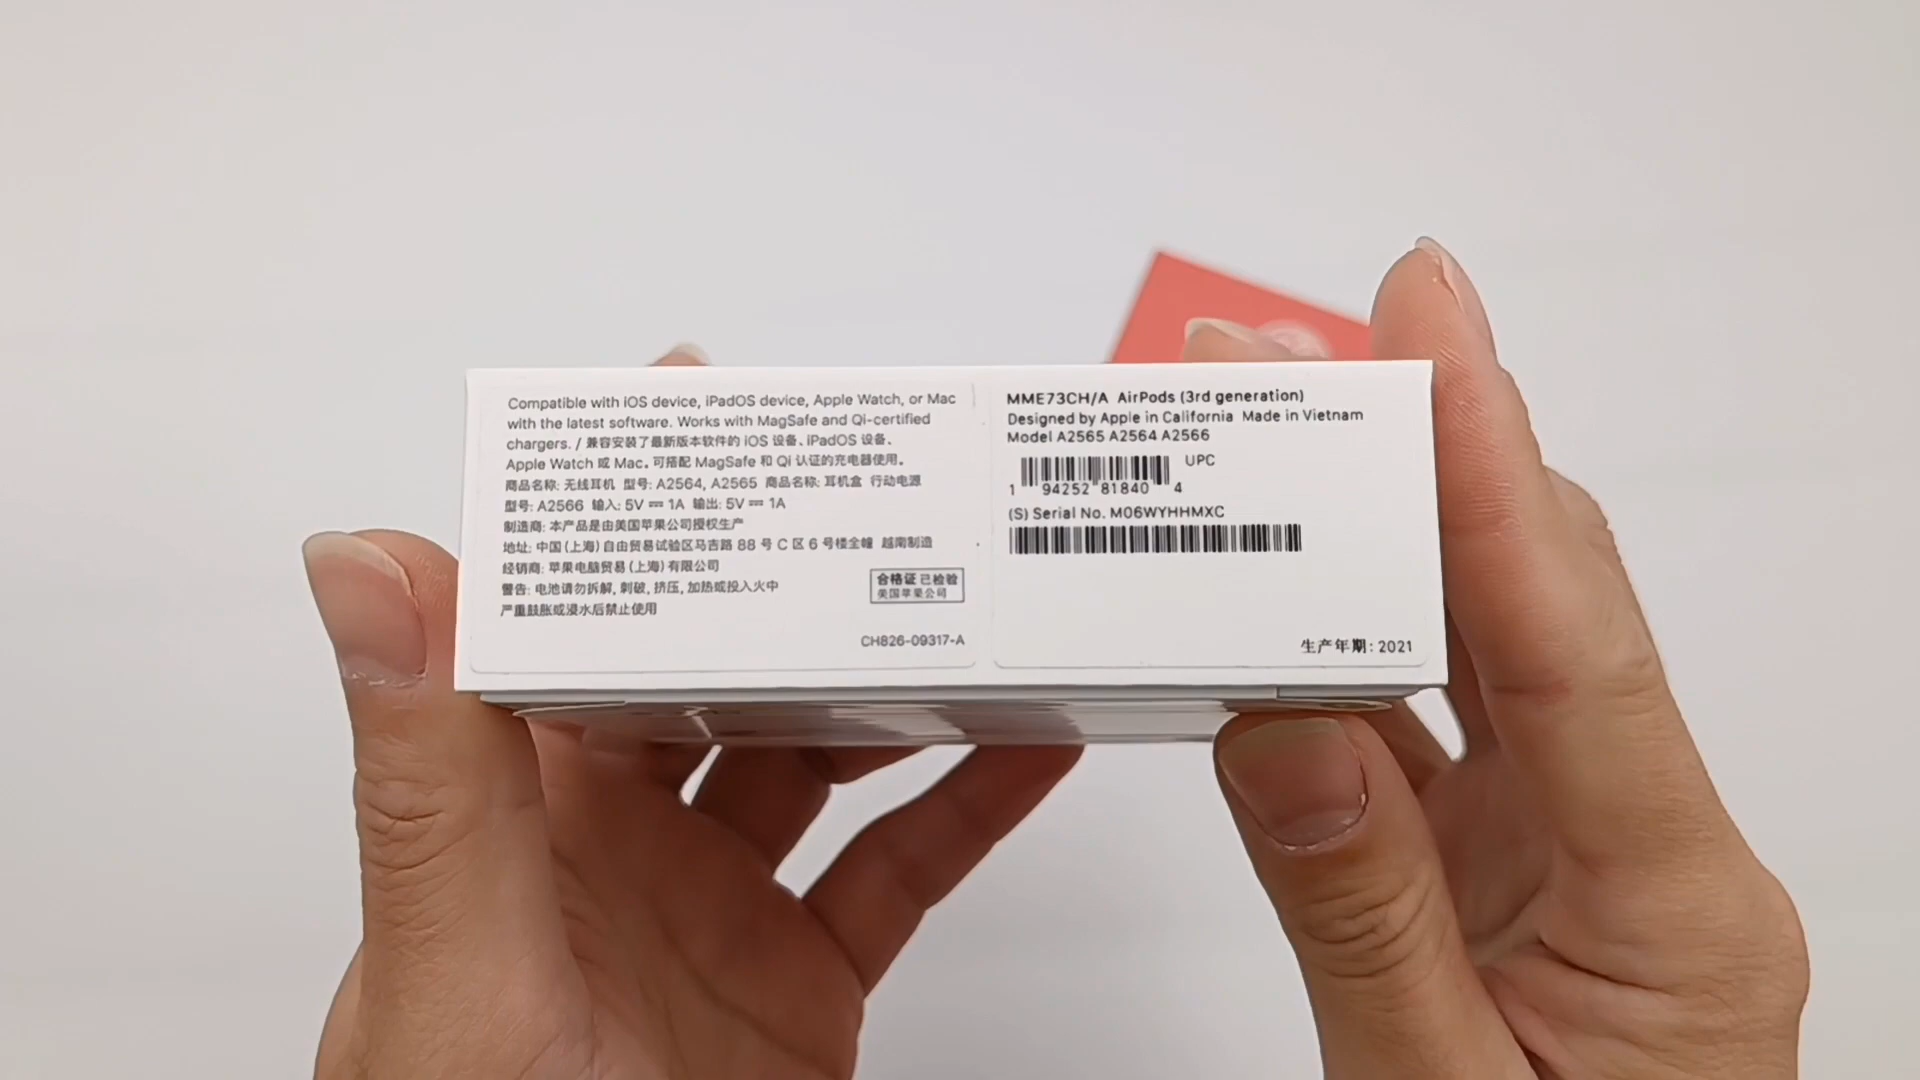 Compatible with iOS device, iPadOS device, Apple Watch, or Mac
with the latest software. Works with MagSafe and Qi-certified
chargers. / 兼容安装了最新版本软件的 iOS 设备、iPadOS 设备、
Apple Watch 或 Mac。可搭配 MagSafe 和 Qi 认证的充电器使用。
商品名称: 无线耳机 型号: A2564, A2565 商品名称: 耳机盒 行动电源
型号: A2566 输入: 5V ⎓ 1A 输出: 5V ⎓ 1A
制造商: 本产品是由美国苹果公司授权生产
地址: 中国 (上海) 自由贸易试验区马吉路 88 号 C 区 6 号楼全幢 越南制造
经销商: 苹果电脑贸易 (上海) 有限公司
警告: 电池请勿拆解, 刺破, 挤压, 加热或投入火中
严重鼓胀或浸水后禁止使用
合格证 已检验
美国苹果公司
CH826-09317-A
MME73CH/A AirPods (3rd generation)
Designed by Apple in California Made in Vietnam
Model A2565 A2564 A2566
UPC
1 94252 81840 4
(S) Serial No. M06WYHHMXC
生产年期: 2021